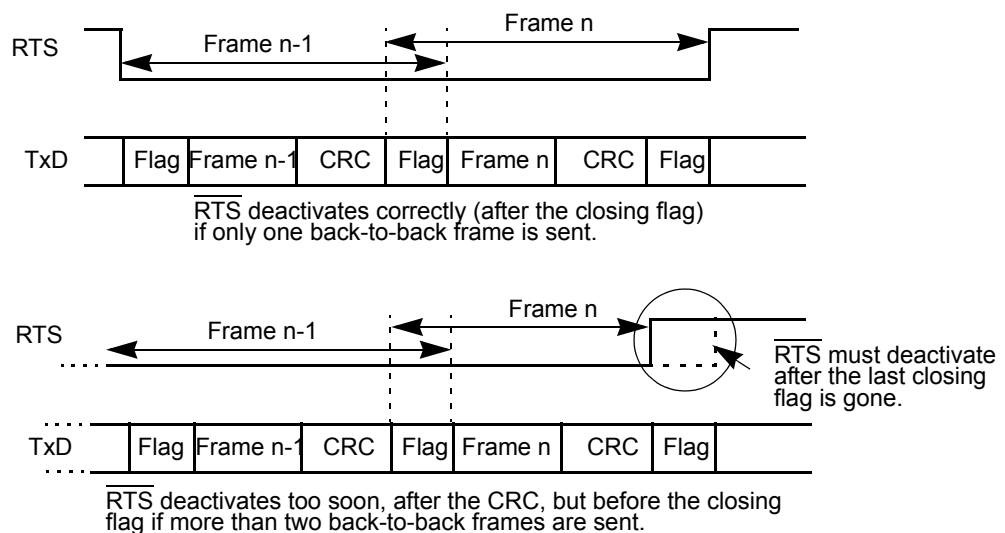 Frame n
RTS
Frame n-1
TxD
Flag Frame n-1 CRC Flag Frame n CRC Flag
RTS deactivates correctly (after the closing flag)
if only one back-to-back frame is sent.
Frame n
RTS
Frame n-1
RTS must deactivate
after the last closing
flag is gone.
TxD
Flag Frame n-1 CRC Flag Frame n CRC Flag
RTS deactivates too soon, after the CRC, but before the closing
flag if more than two back-to-back frames are sent.